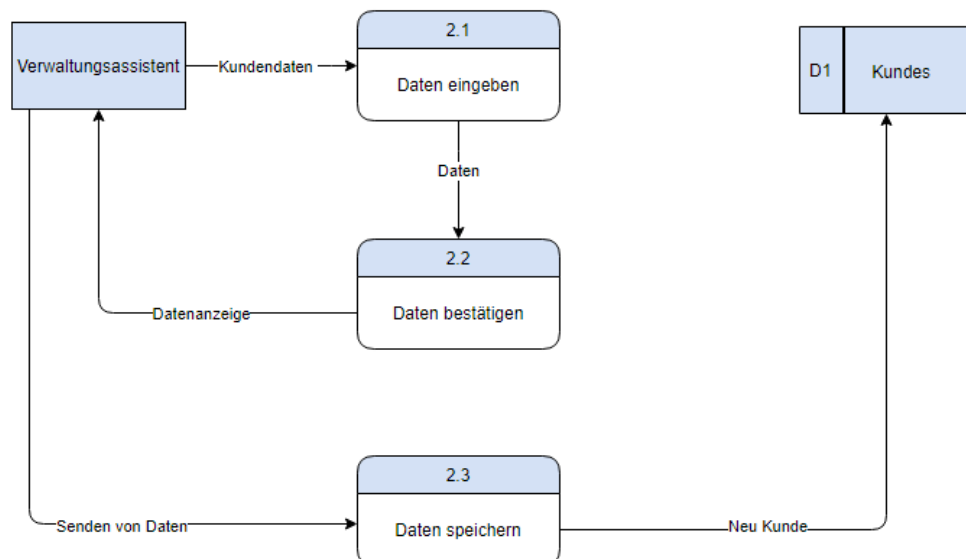 2.1
Verwaltungsassistent
Kundendaten
Daten eingeben
D1
Kundes
Daten
2.2
Datenanzeige
Daten bestätigen
2.3
Senden von Daten
Daten speichern
Neu Kunde